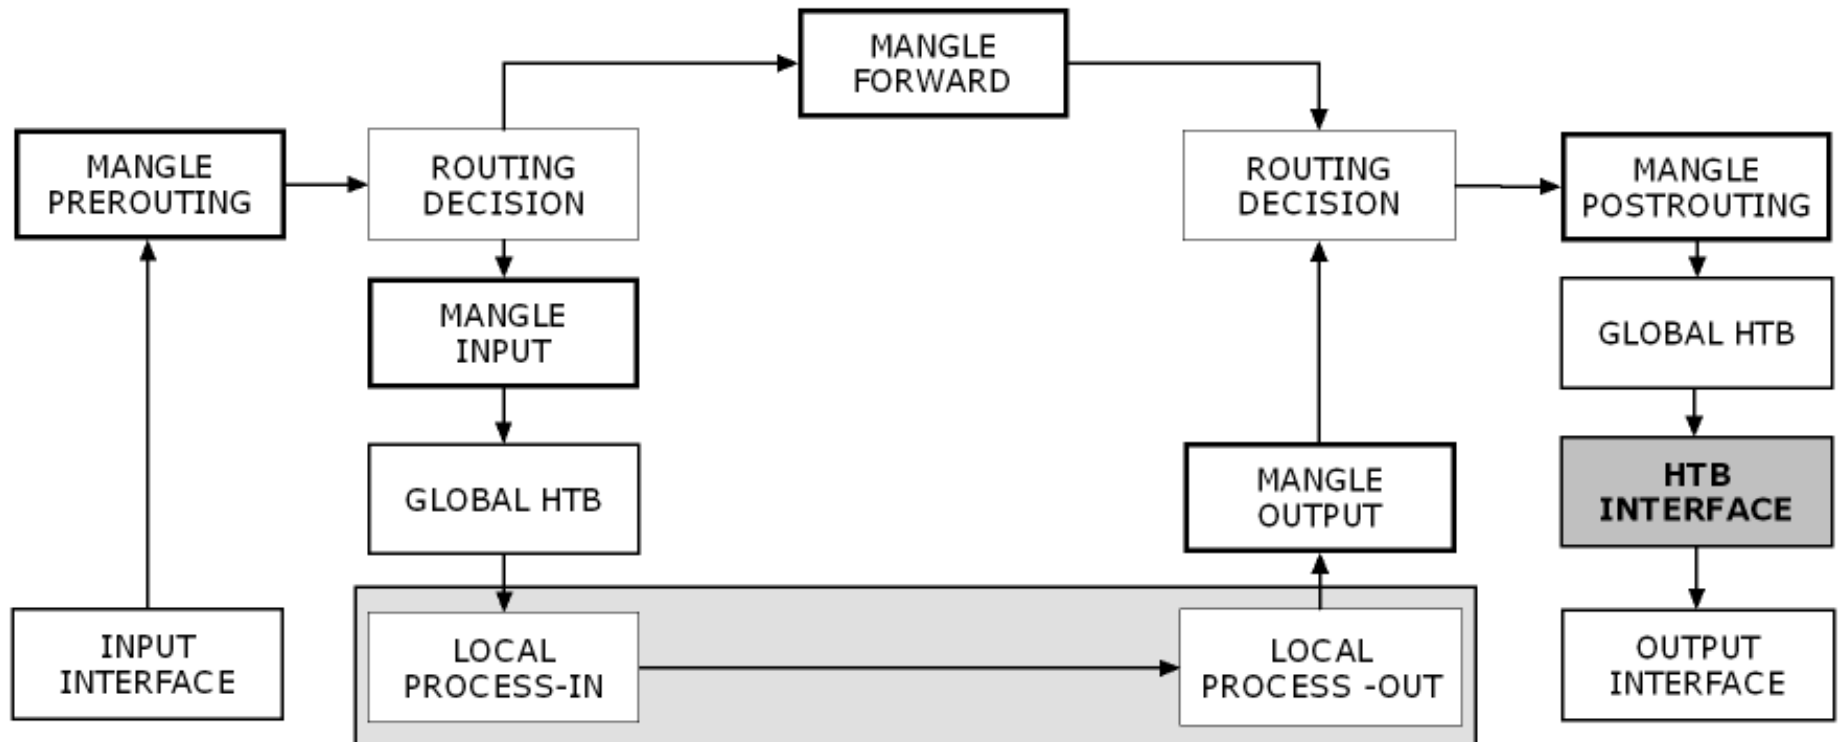 MANGLE
FORWARD
MANGLE
PREROUTING
ROUTING
DECISION
ROUTING
DECISION
MANGLE
POSTROUTING
MANGLE
INPUT
GLOBAL HTB
GLOBAL HTB
MANGLE
OUTPUT
HTB
INTERFACE
INPUT
INTERFACE
LOCAL
PROCESS-IN
LOCAL
PROCESS -OUT
OUTPUT
INTERFACE